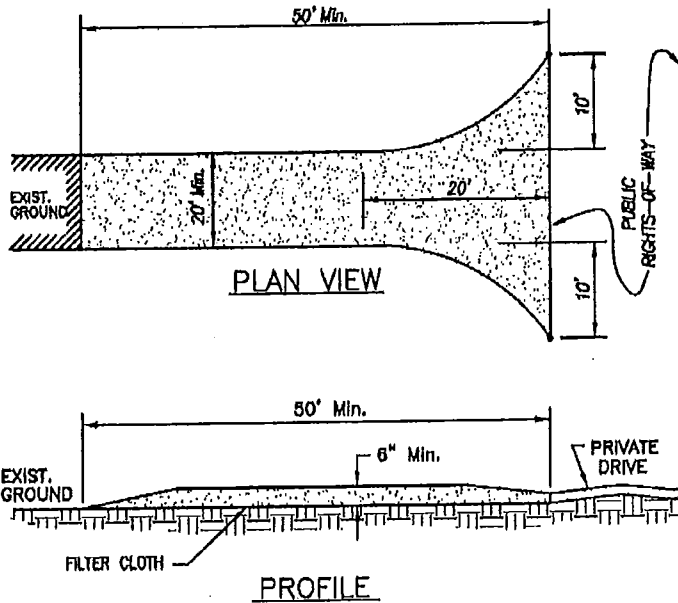 50' Min.
10'
EXIST.
GROUND
20' Min.
20'
PUBLIC
RIGHTS-OF-WAY
10'
PLAN VIEW
50' Min.
6" Min.
EXIST.
GROUND
PRIVATE
DRIVE
FILTER CLOTH
PROFILE